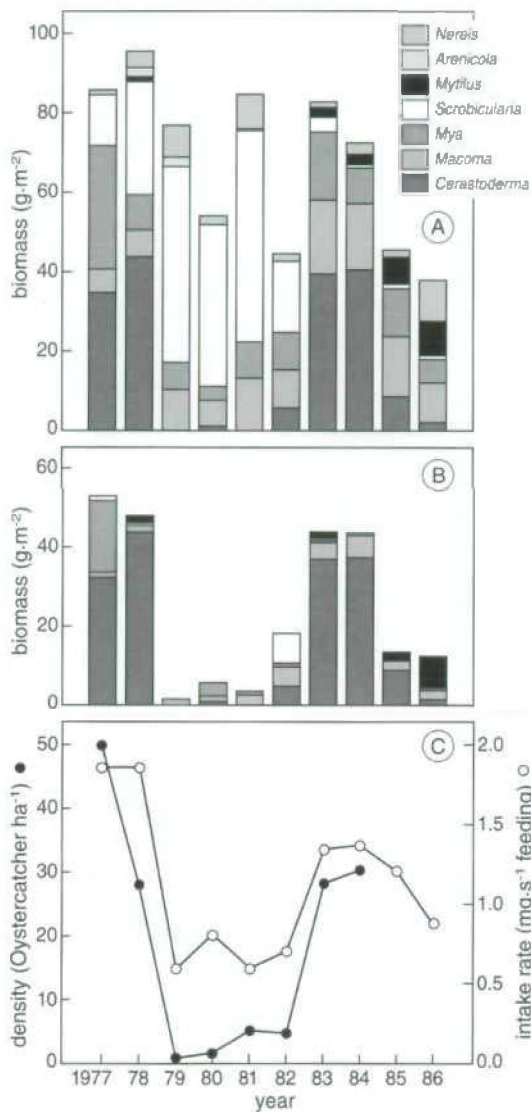 100
80
60
40
20
0
biomass (g·m-2)
Nereis
Arenicola
Mytilus
Scrobicularia
Mya
Macoma
Cerastoderma
A
60
40
20
0
biomass (g·m-2)
B
50
40
30
20
10
0
density (Oystercatcher ha-1) ●
C
2.0
1.5
1.0
0.5
0.0
intake rate (mg·s-1 feeding) ○
1977 78 79 80 81 82 83 84 85 86
year